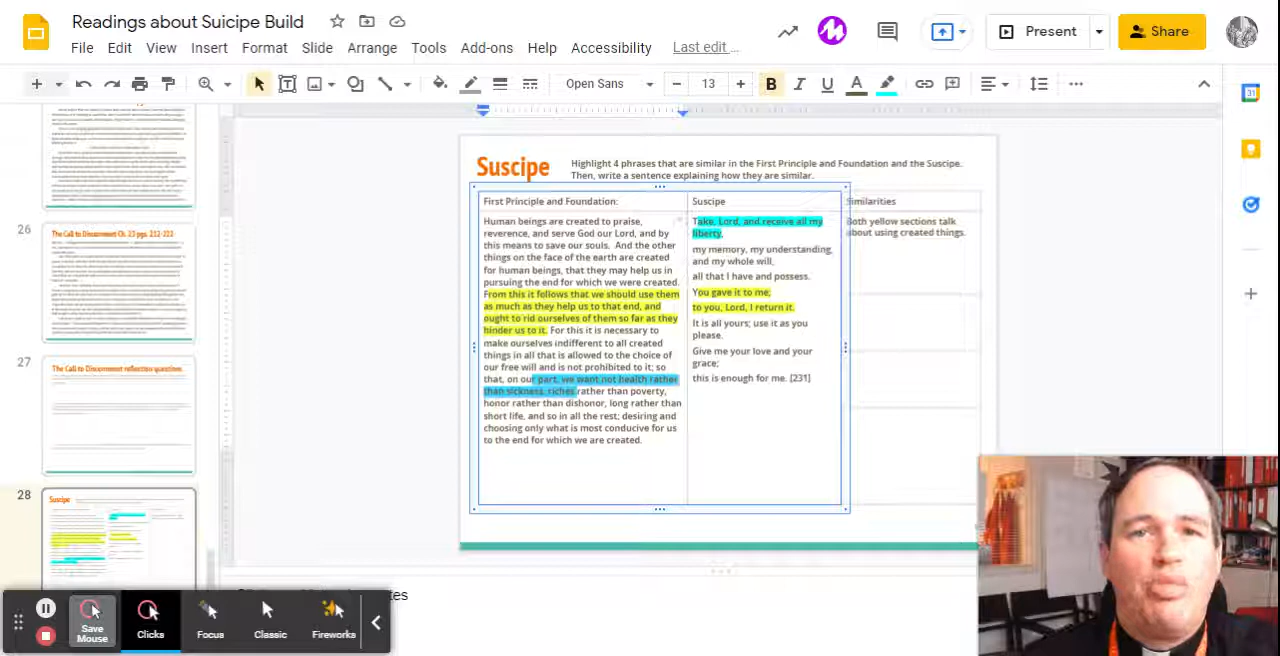 Readings about Suicipe Build
File Edit View Insert Format Slide Arrange Tools Add-ons Help Accessibility Last edit ...
Present
Share
Open Sans
13
31
26
The Call to Discernment Ch. 23 pgs. 212-222
27
The Call to Discernment reflection questions
28
Suscipe
Suscipe
Highlight 4 phrases that are similar in the First Principle and Foundation and the Suscipe.
Then, write a sentence explaining how they are similar.
First Principle and Foundation:
Human beings are created to praise,
reverence, and serve God our Lord, and by
this means to save our souls. And the other
things on the face of the earth are created
for human beings, that they may help us in
pursuing the end for which we were created.
From this it follows that we should use them
as much as they help us to that end, and
ought to rid ourselves of them so far as they
hinder us to it. For this it is necessary to
make ourselves indifferent to all created
things in all that is allowed to the choice of
our free will and is not prohibited to it; so
that, on our part, we want not health rather
than sickness, riches rather than poverty,
honor rather than dishonor, long rather than
short life, and so in all the rest; desiring and
choosing only what is most conducive for us
to the end for which we are created.
Suscipe
Take, Lord, and receive all my
liberty,
my memory, my understanding,
and my whole will,
all that I have and possess.
You gave it to me;
to you, Lord, I return it.
It is all yours; use it as you
please.
Give me your love and your
grace;
this is enough for me. [231]
Similarities
Both yellow sections talk
about using created things.
Save
Mouse
Clicks
Focus
Classic
Fireworks